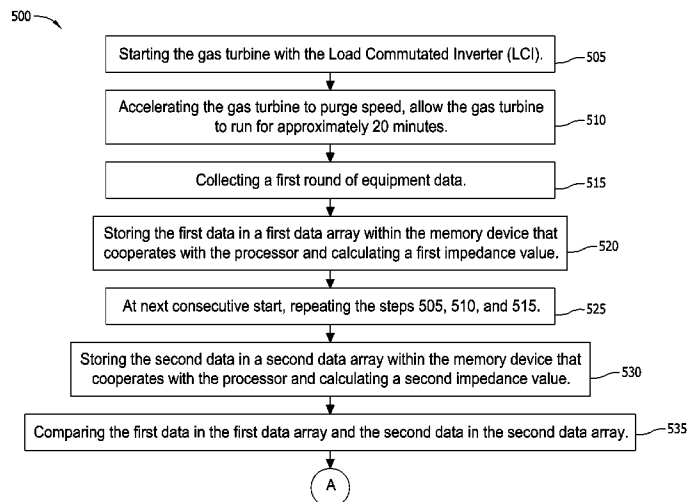 500
Starting the gas turbine with the Load Commutated Inverter (LCI).
505
Accelerating the gas turbine to purge speed, allow the gas turbine
to run for approximately 20 minutes.
510
Collecting a first round of equipment data.
515
Storing the first data in a first data array within the memory device that
cooperates with the processor and calculating a first impedance value.
520
At next consecutive start, repeating the steps 505, 510, and 515.
525
Storing the second data in a second data array within the memory device that
cooperates with the processor and calculating a second impedance value.
530
Comparing the first data in the first data array and the second data in the second data array.
535
A